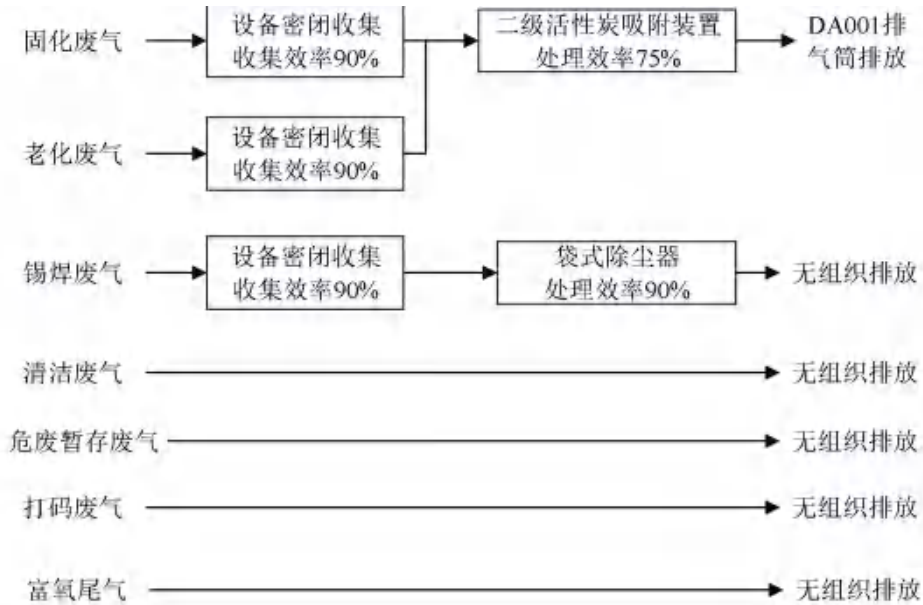 固化废气
设备密闭收集
收集效率90%
二级活性炭吸附装置
处理效率75%
DA001排
气筒排放
老化废气
设备密闭收集
收集效率90%
锡焊废气
设备密闭收集
收集效率90%
袋式除尘器
处理效率90%
无组织排放
清洁废气
无组织排放
危废暂存废气
无组织排放
打码废气
无组织排放
富氧尾气
无组织排放